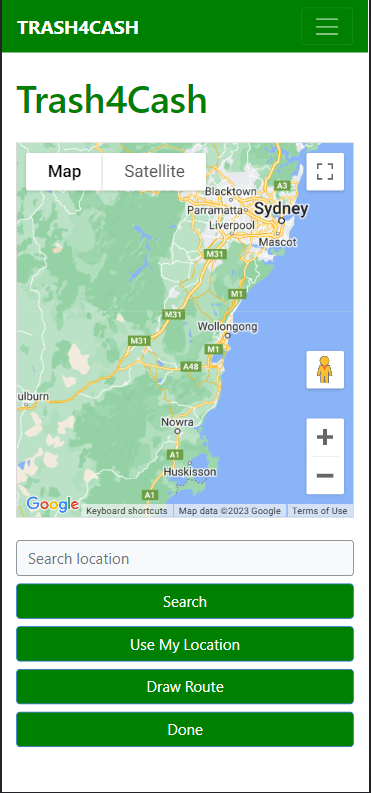 TRASH4CASH
Trash4Cash
Map Satellite
A3
Blacktown
Parramatta
Sydney
Liverpool
Mascot
M31
M1
M31
Wollongong
M1
A48
ulburn
Nowra
A1
Huskisson
A1
Google
Keyboard shortcuts Map data ©2023 Google Terms of Use
Search location
Search
Use My Location
Draw Route
Done